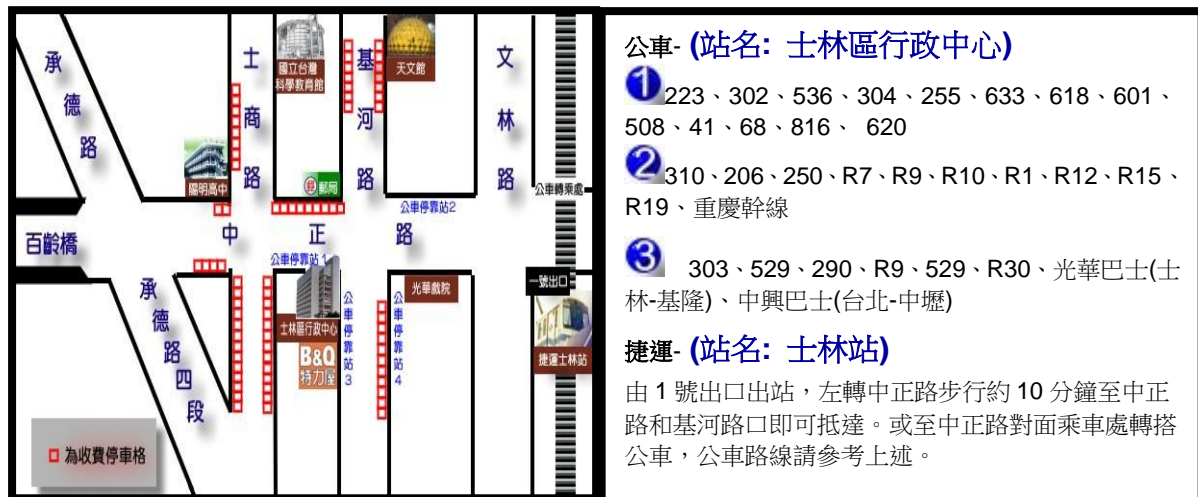 承德路
士商路
國立台灣
科學教育館
基河路
天文館
文林路
陽明高中
郵 郵局
公車轉乘處
公車停靠站2
百齡橋
中正路
公車停靠站1
一號出口
光華戲院
承德路四段
士林區行政中心
公車停靠站3
公車停靠站4
B&Q
特力屋
捷運士林站
為收費停車格
公車- (站名: 士林區行政中心)
1 223、302、536、304、255、633、618、601、
508、41、68、816、 620
2 310、206、250、R7、R9、R10、R1、R12、R15、
R19、重慶幹線
3 303、529、290、R9、529、R30、光華巴士(士
林-基隆)、中興巴士(台北-中壢)
捷運- (站名: 士林站)
由 1 號出口出站，左轉中正路步行約 10 分鐘至中正
路和基河路口即可抵達。或至中正路對面乘車處轉搭
公車，公車路線請參考上述。